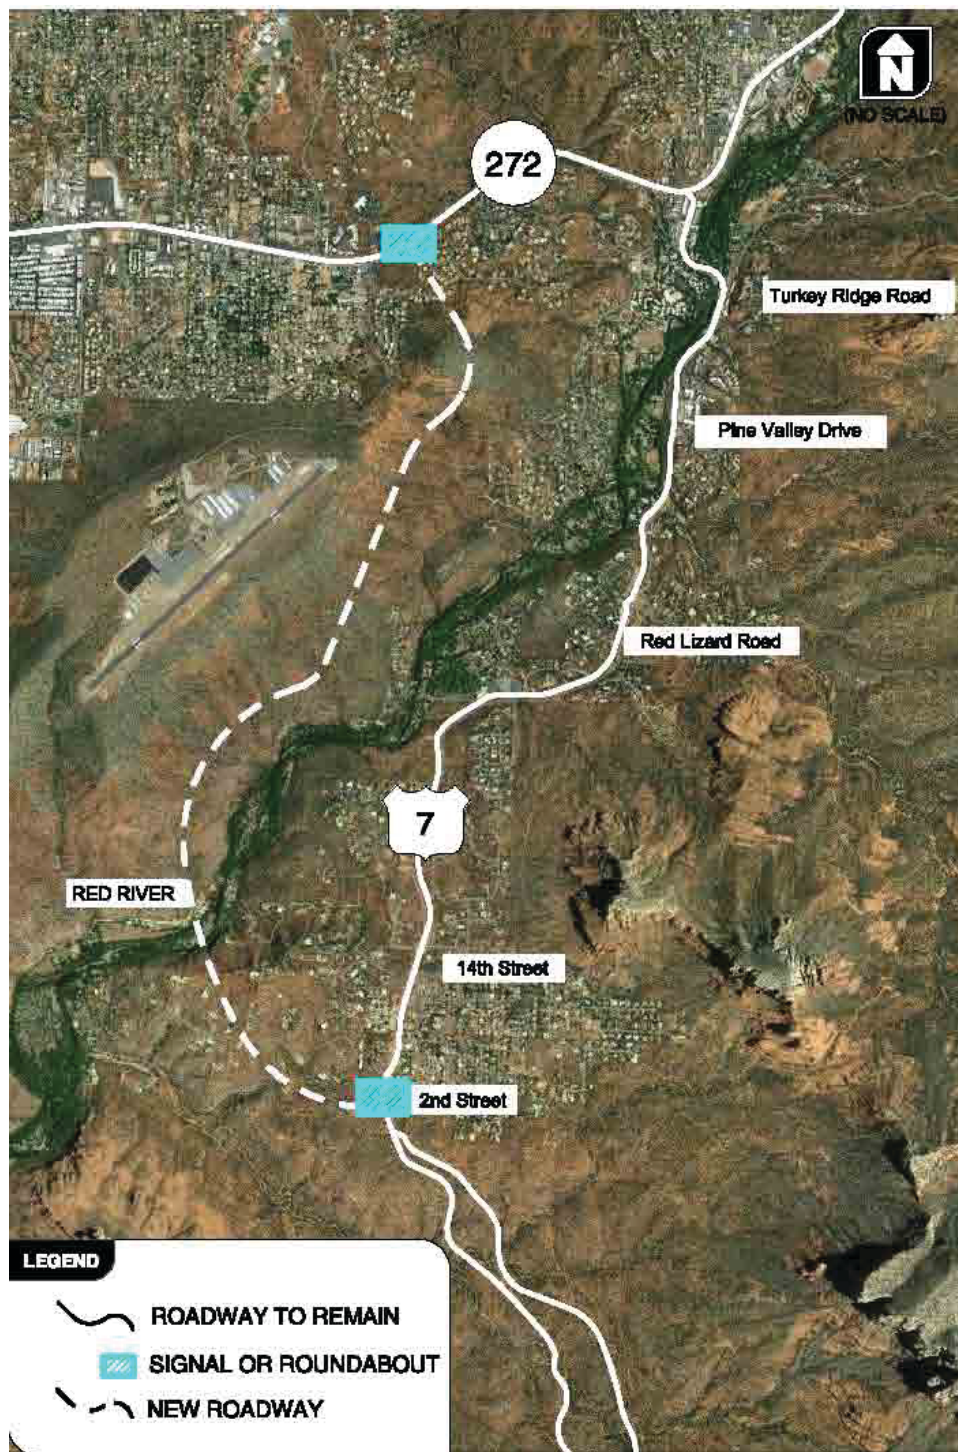 N
(NO SCALE)
272
Turkey Ridge Road
Pine Valley Drive
Red Lizard Road
7
RED RIVER
14th Street
2nd Street
LEGEND
ROADWAY TO REMAIN
SIGNAL OR ROUNDABOUT
NEW ROADWAY